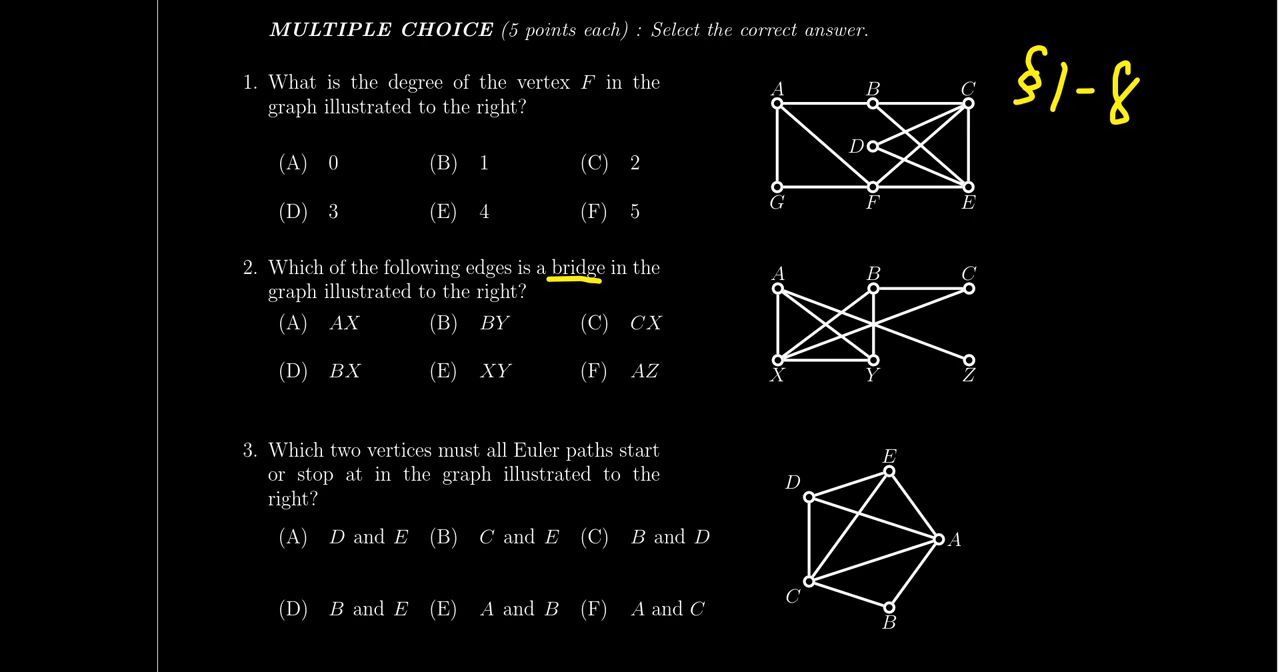 MULTIPLE CHOICE (5 points each) : Select the correct answer.
§1-8
1. What is the degree of the vertex F in the
graph illustrated to the right?
(A) 0 (B) 1 (C) 2
(D) 3 (E) 4 (F) 5
A B C
D
G F E
2. Which of the following edges is a bridge in the
graph illustrated to the right?
(A) AX (B) BY (C) CX
(D) BX (E) XY (F) AZ
A B C
X Y Z
3. Which two vertices must all Euler paths start
or stop at in the graph illustrated to the
right?
(A) D and E (B) C and E (C) B and D
(D) B and E (E) A and B (F) A and C
E
D
A
C
B